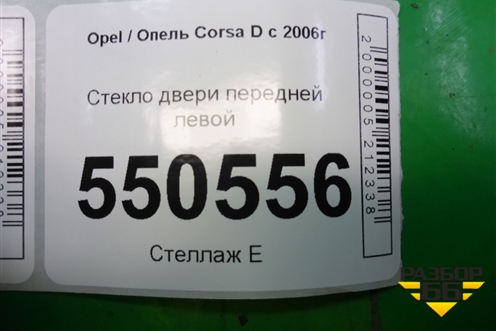 Opel / Опель Corsa D с 2006г
Стекло двери передней
левой
550556
Стеллаж Е
2000005212338
РАЗБОР
66